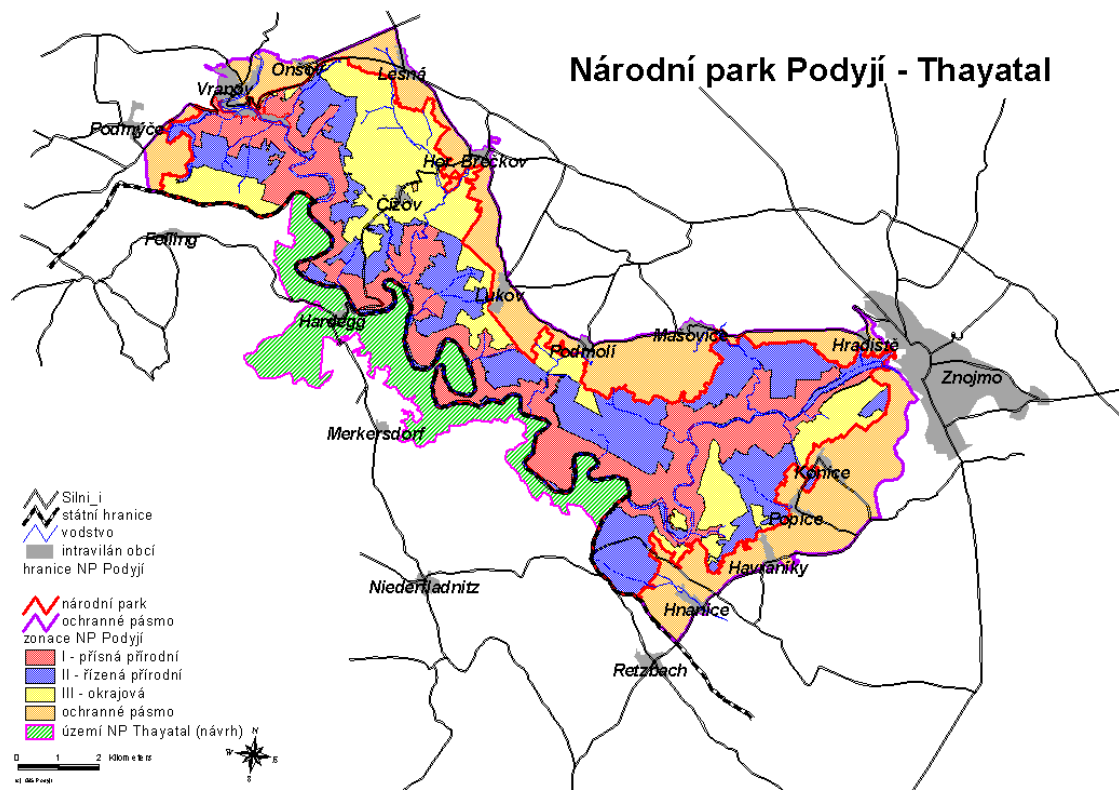 Národní park Podyjí - Thayatal
Onšov
Lesná
Vranov
Podmýče
Hor. Břečkov
Čížov
Felling
Lukov
Hardegg
Mašovice
Podmolí
Hradiště
Znojmo
Merkersdorf
Konice
Popice
Havraníky
Niederfladnitz
Hnanice
Retzbach
Silni_i
státní hranice
vodstvo
intravilán obcí
hranice NP Podyjí
národní park
ochranné pásmo
zonace NP Podyjí
I - přísná přírodní
II - řízená přírodní
III - okrajová
ochranné pásmo
území NP Thayatal (návrh)
0 1 2 Kilometers
N
W E
S